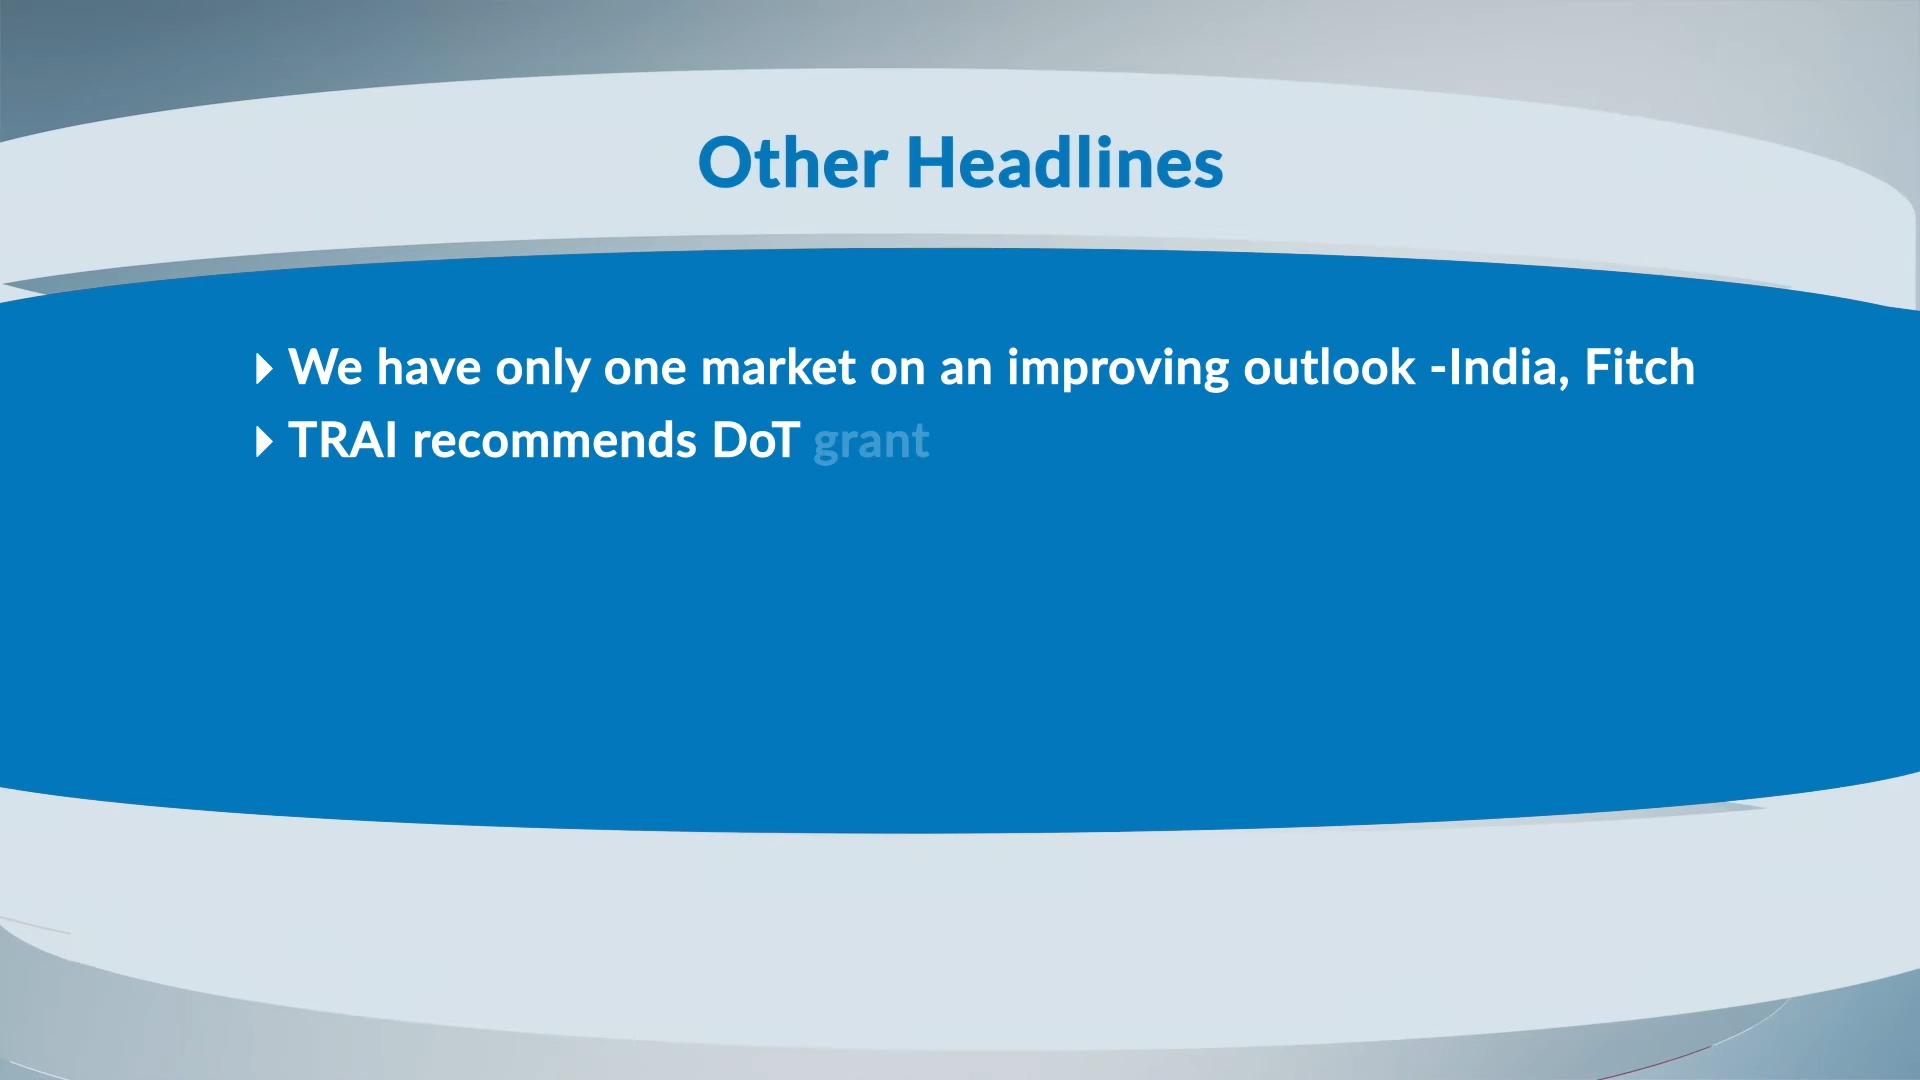 Other Headlines
We have only one market on an improving outlook -India, Fitch
TRAI recommends DoT grant